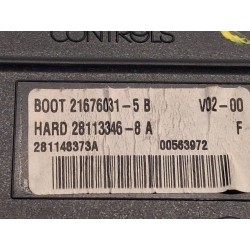 CONTROLS
BOOT 21676031-5 B V02-00
HARD 28113346-8 A F
281148373A 00563972